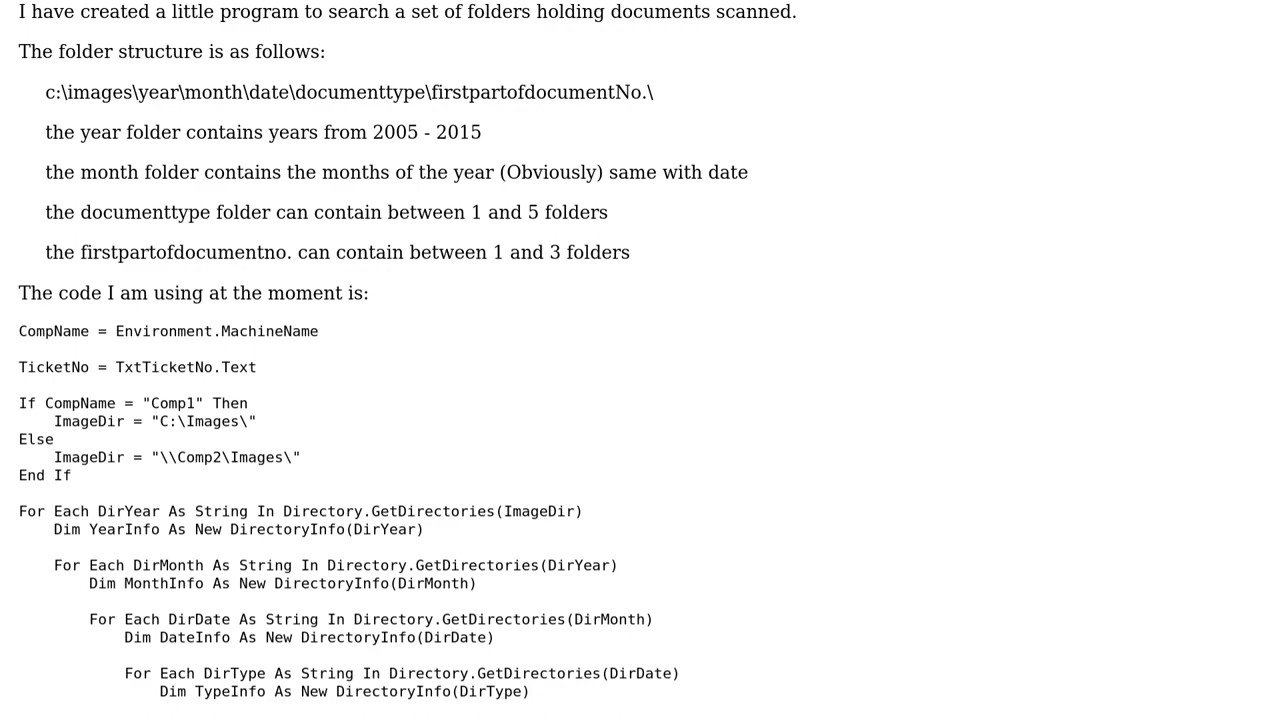 I have created a little program to search a set of folders holding documents scanned.
The folder structure is as follows:
c:\images\year\month\date\documenttype\firstpartofdocumentNo.\
the year folder contains years from 2005 - 2015
the month folder contains the months of the year (Obviously) same with date
the documenttype folder can contain between 1 and 5 folders
the firstpartofdocumentno. can contain between 1 and 3 folders
The code I am using at the moment is:
CompName = Environment.MachineName
TicketNo = TxtTicketNo.Text
If CompName = "Comp1" Then
    ImageDir = "C:\Images\"
Else
    ImageDir = "\\Comp2\Images\"
End If
For Each DirYear As String In Directory.GetDirectories(ImageDir)
    Dim YearInfo As New DirectoryInfo(DirYear)
    For Each DirMonth As String In Directory.GetDirectories(DirYear)
        Dim MonthInfo As New DirectoryInfo(DirMonth)
        For Each DirDate As String In Directory.GetDirectories(DirMonth)
            Dim DateInfo As New DirectoryInfo(DirDate)
            For Each DirType As String In Directory.GetDirectories(DirDate)
                Dim TypeInfo As New DirectoryInfo(DirType)